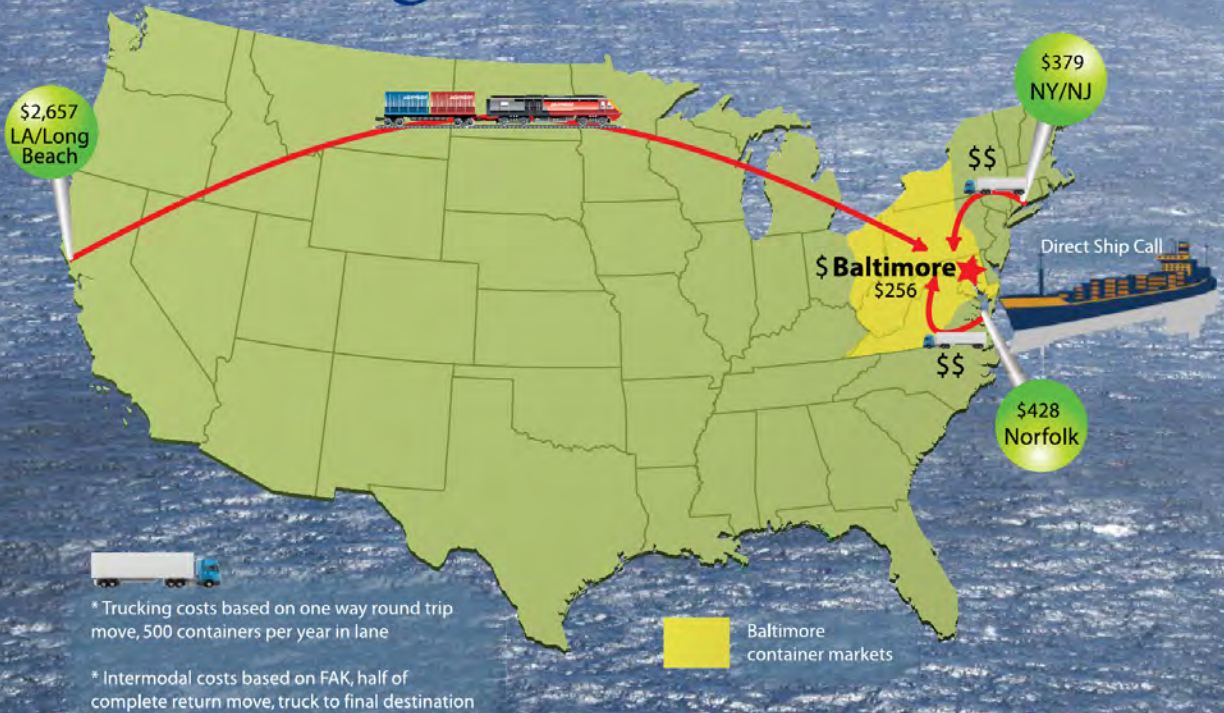 $2,657
LA/Long
Beach
$379
NY/NJ
$$
Direct Ship Call
$ Baltimore
$256
$$
$428
Norfolk
* Trucking costs based on one way round trip
move, 500 containers per year in lane
* Intermodal costs based on FAK, half of
complete return move, truck to final destination
Baltimore
container markets